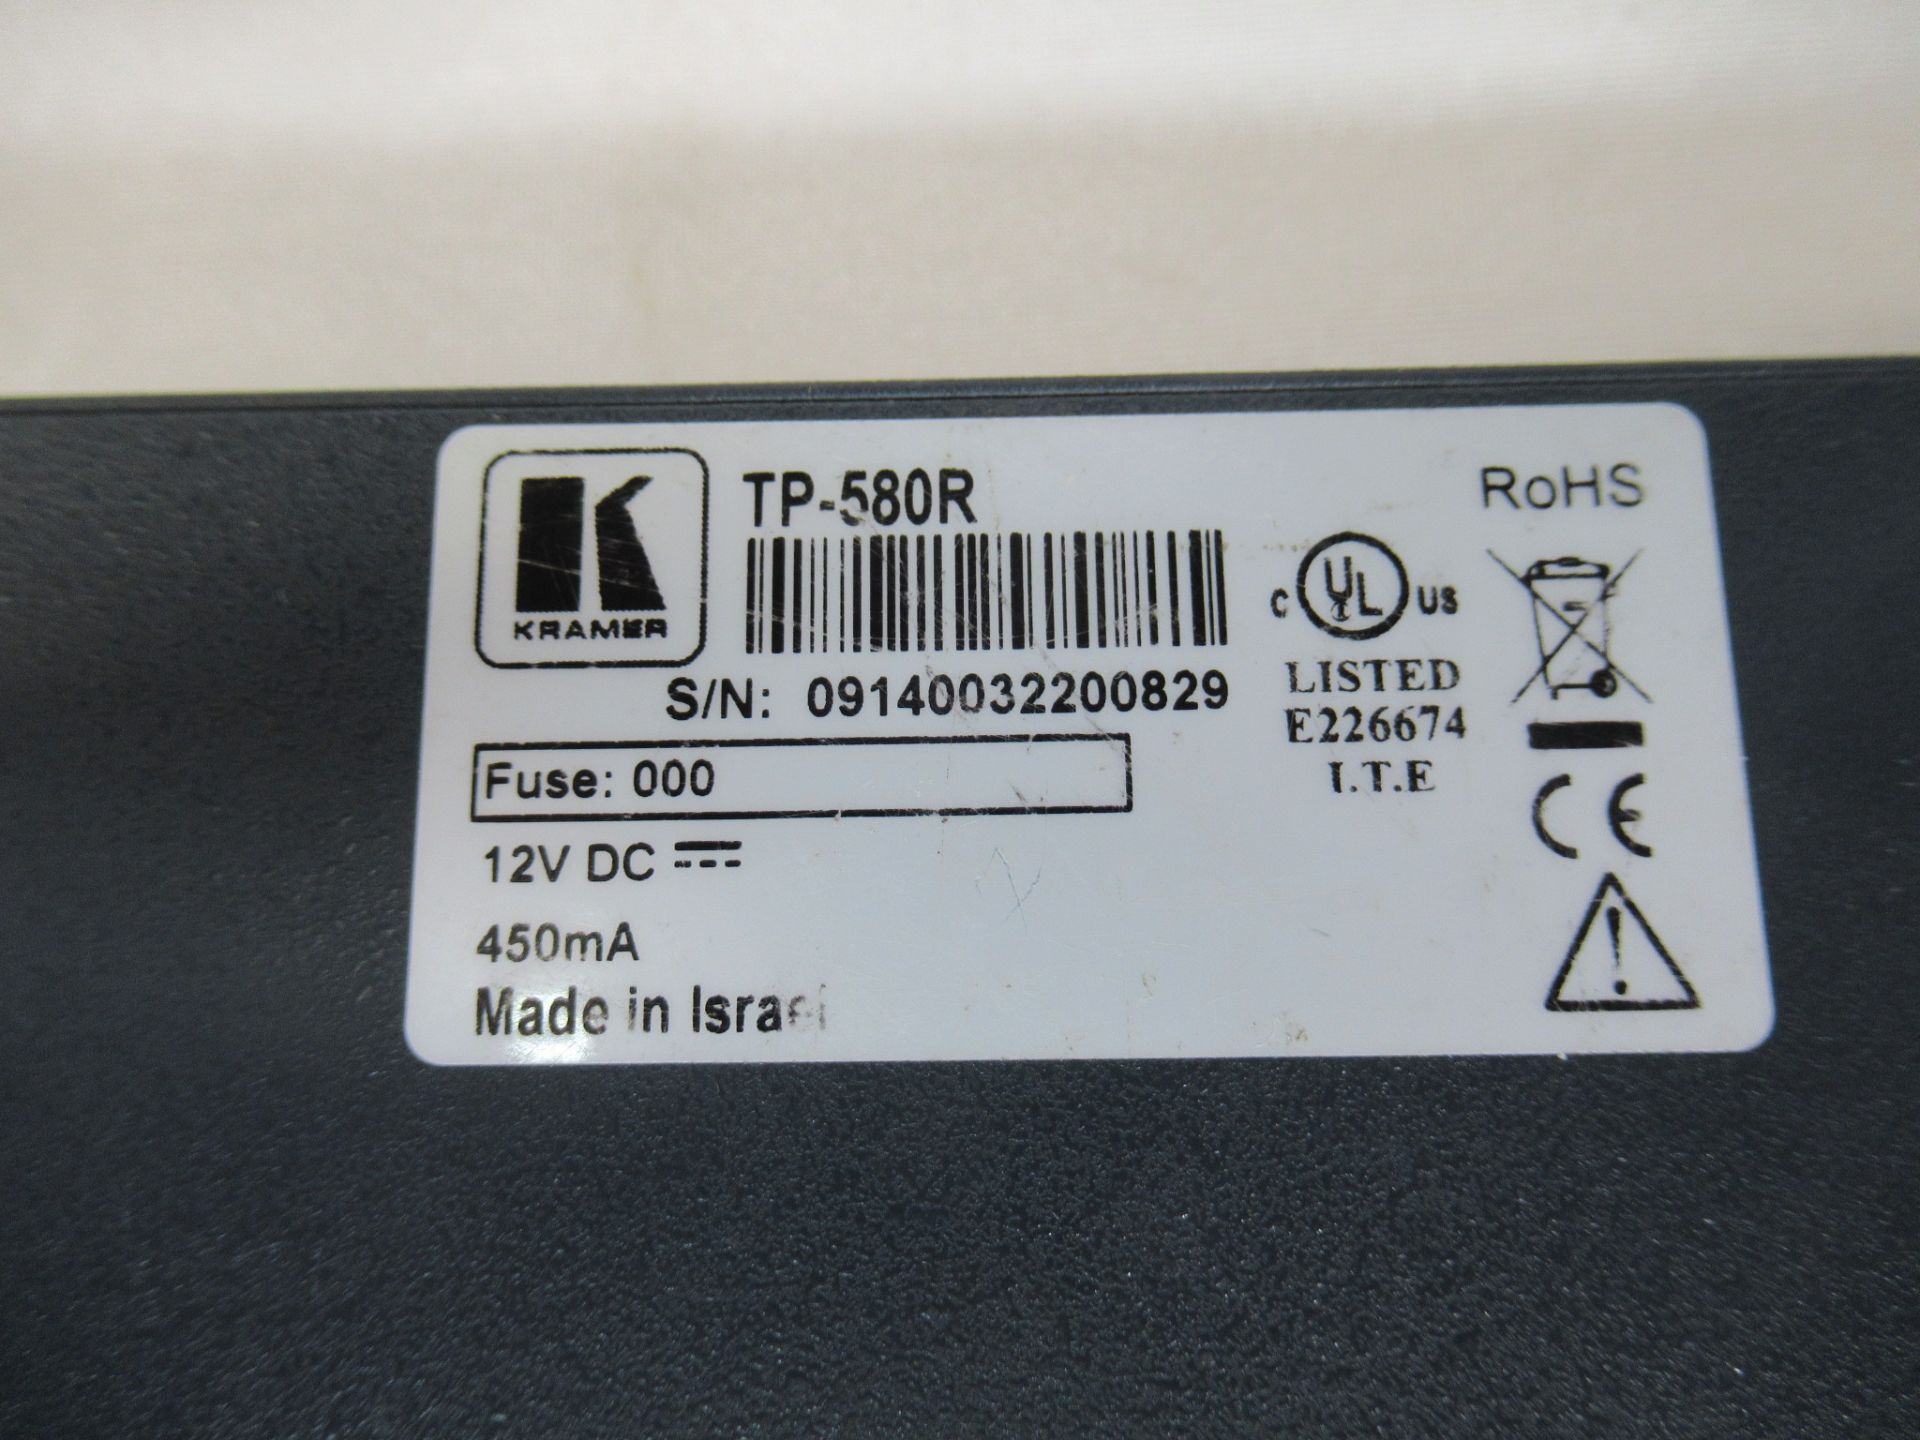 KRAMER
TP-580R
S/N: 09140032200829
Fuse: 000
12V DC
450mA
Made in Israel
C UL US
LISTED
E226674
I.T.E
RoHS
CE